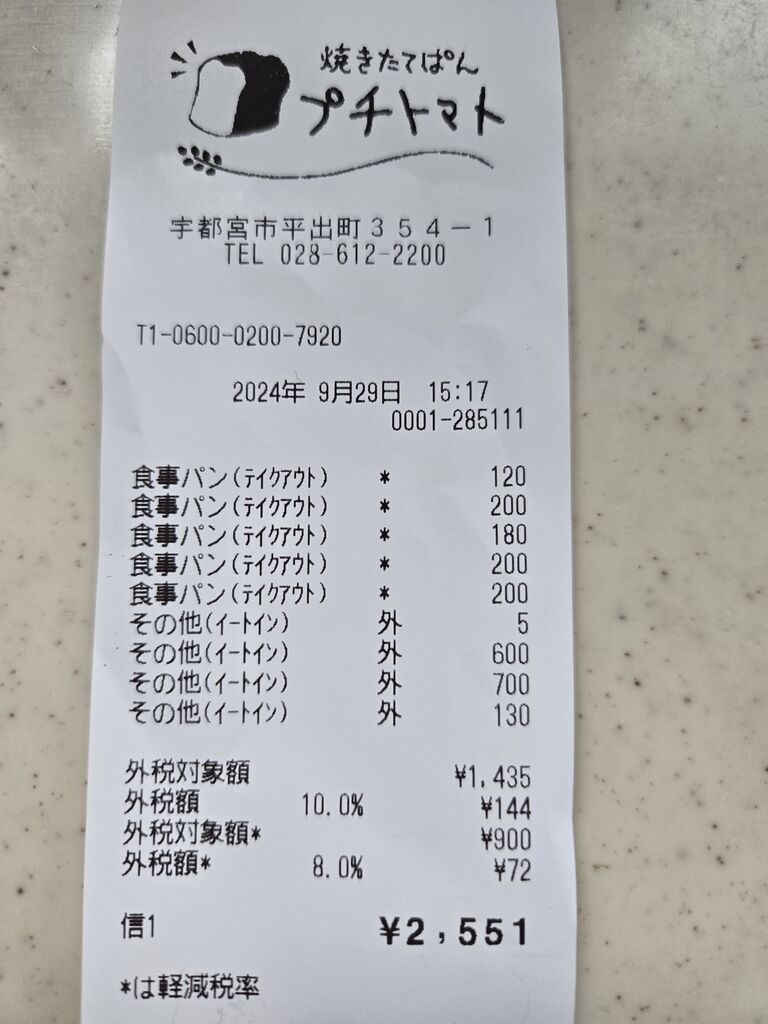 焼きたてぱん
プチトマト
宇都宮市平出町354-1
TEL 028-612-2200
T1-0600-0200-7920
2024年 9月29日 15:17
0001-285111
食事パン(テイクアウト) * 120
食事パン(テイクアウト) * 200
食事パン(テイクアウト) * 180
食事パン(テイクアウト) * 200
食事パン(テイクアウト) * 200
その他(イートイン) 外 5
その他(イートイン) 外 600
その他(イートイン) 外 700
その他(イートイン) 外 130
外税対象額 ¥1,435
外税額 10.0% ¥144
外税対象額* ¥900
外税額* 8.0% ¥72
信1 ¥2,551
*は軽減税率